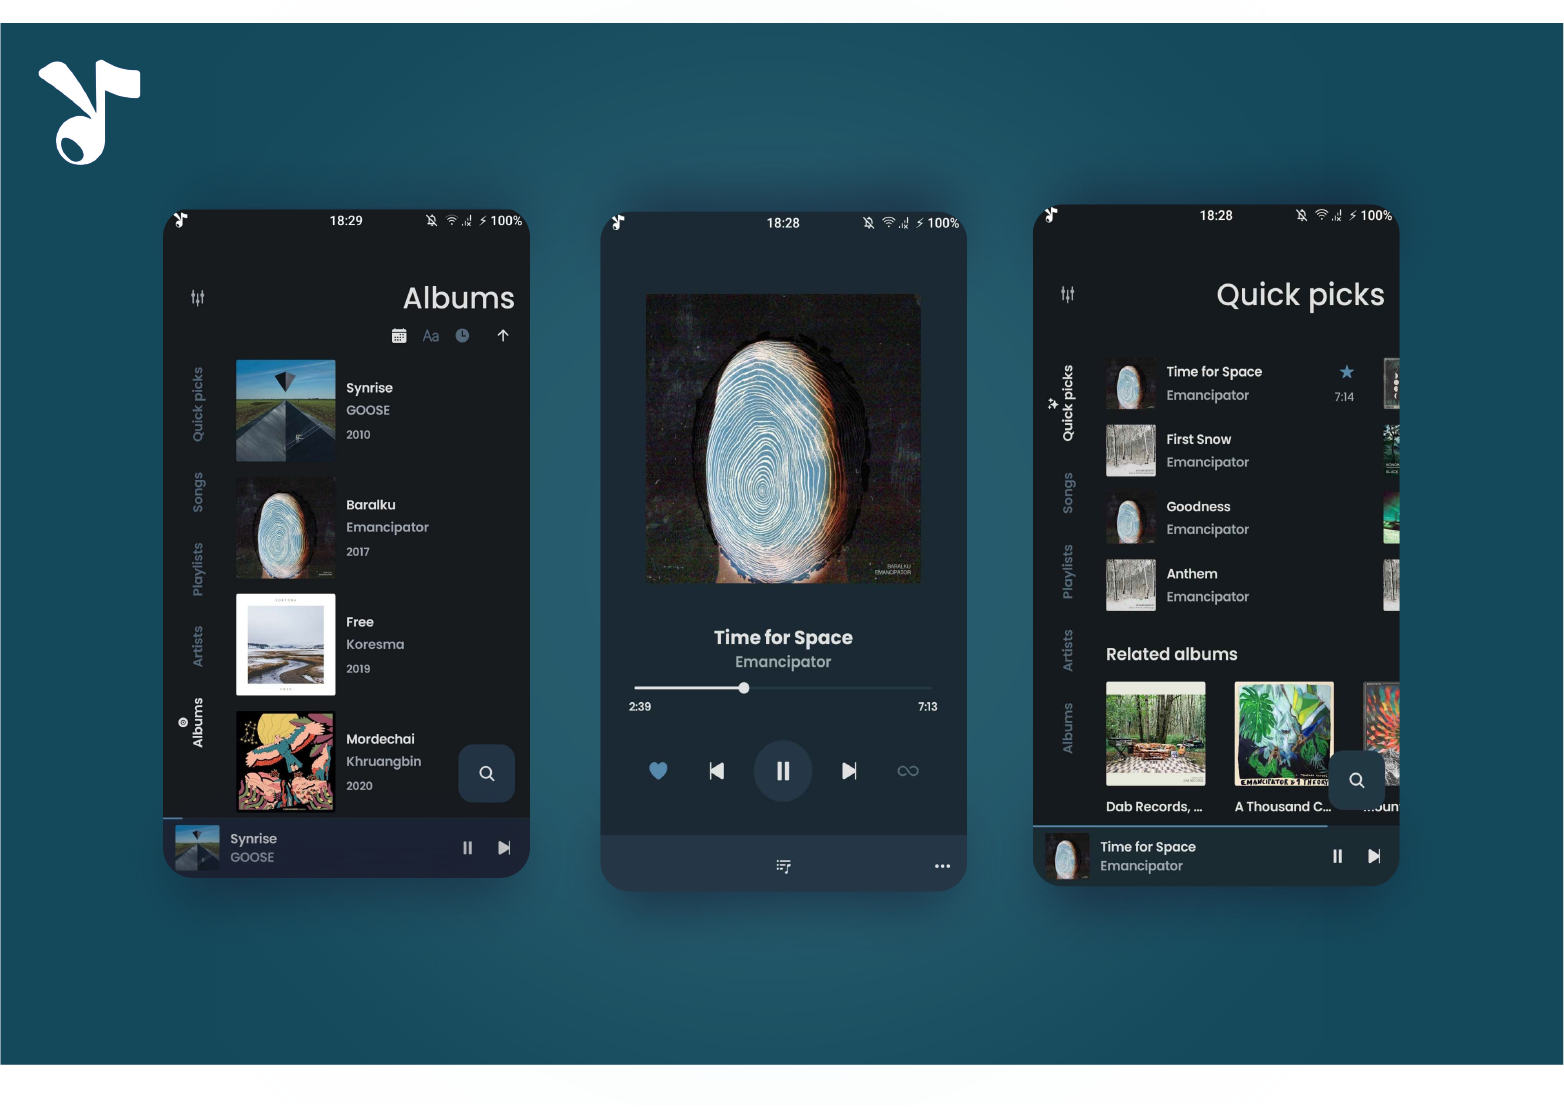 18:29
100%
Albums
Aa
Quick picks
Songs
Playlists
Artists
Albums
Synrise
GOOSE
2010
Baralku
Emancipator
2017
Free
Koresma
2019
Mordechai
Khruangbin
2020
Synrise
GOOSE
18:28
100%
BARALKU
EMANCIPATOR
Time for Space
Emancipator
2:39
7:13
18:28
100%
Quick picks
Quick picks
Songs
Playlists
Artists
Albums
Time for Space
Emancipator
7:14
First Snow
Emancipator
Goodness
Emancipator
Anthem
Emancipator
Related albums
Dab Records, ...
A Thousand C...
Time for Space
Emancipator